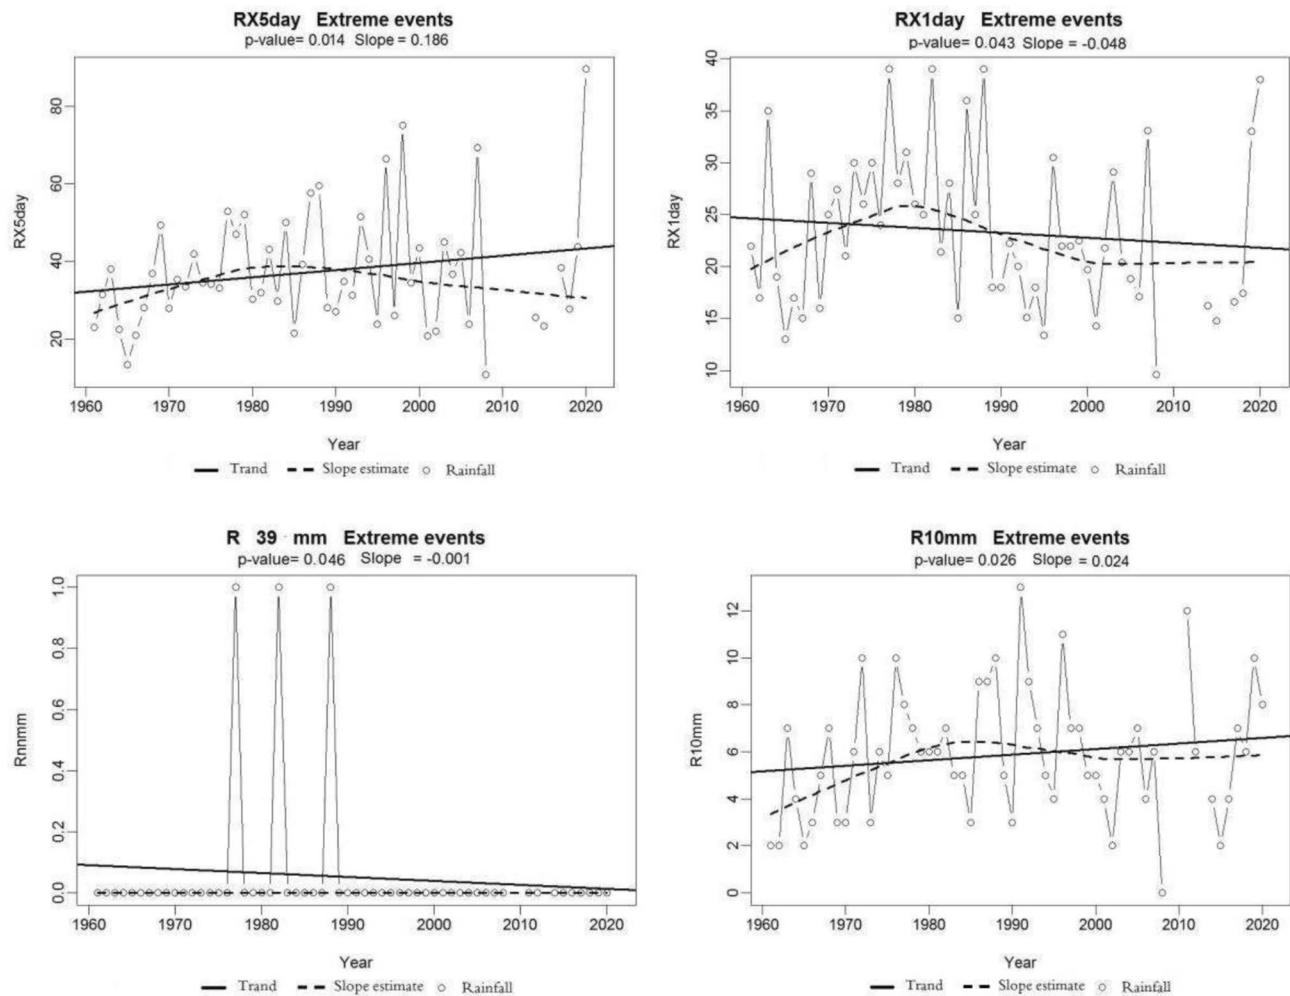 RX5day Extreme events
p-value= 0.014 Slope = 0.186
RX5day
80
60
40
20
1960 1970 1980 1990 2000 2010 2020
Year
Trand Slope estimate Rainfall
RX1day Extreme events
p-value= 0.043 Slope = -0.048
RX1day
40
35
30
25
20
15
10
1960 1970 1980 1990 2000 2010 2020
Year
Trand Slope estimate Rainfall
R 39 mm Extreme events
p-value= 0.046 Slope = -0.001
Rnnmm
1.0
0.8
0.6
0.4
0.2
0.0
1960 1970 1980 1990 2000 2010 2020
Year
Trand Slope estimate Rainfall
R10mm Extreme events
p-value= 0.026 Slope = 0.024
R10mm
12
10
8
6
4
2
0
1960 1970 1980 1990 2000 2010 2020
Year
Trand Slope estimate Rainfall